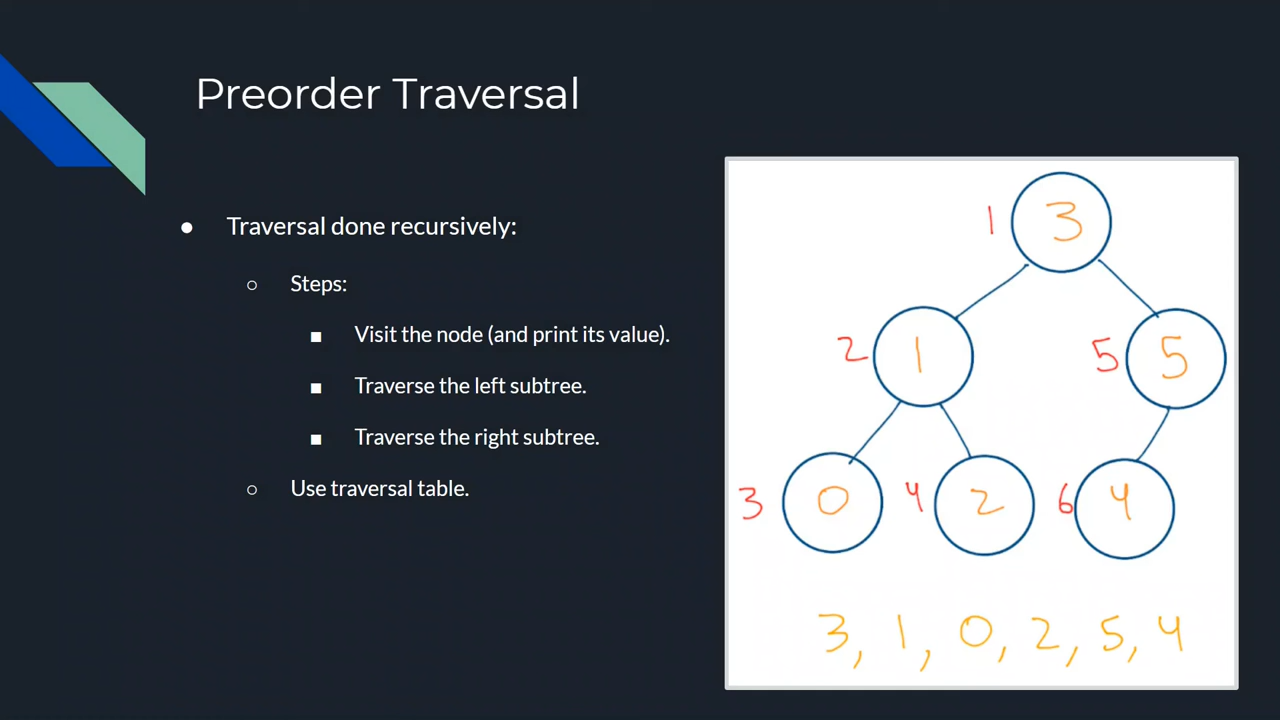 Preorder Traversal
● Traversal done recursively:
○ Steps:
■ Visit the node (and print its value).
■ Traverse the left subtree.
■ Traverse the right subtree.
○ Use traversal table.
1 3
2 1 5 5
3 0 4 2 6 4
3, 1, 0, 2, 5, 4